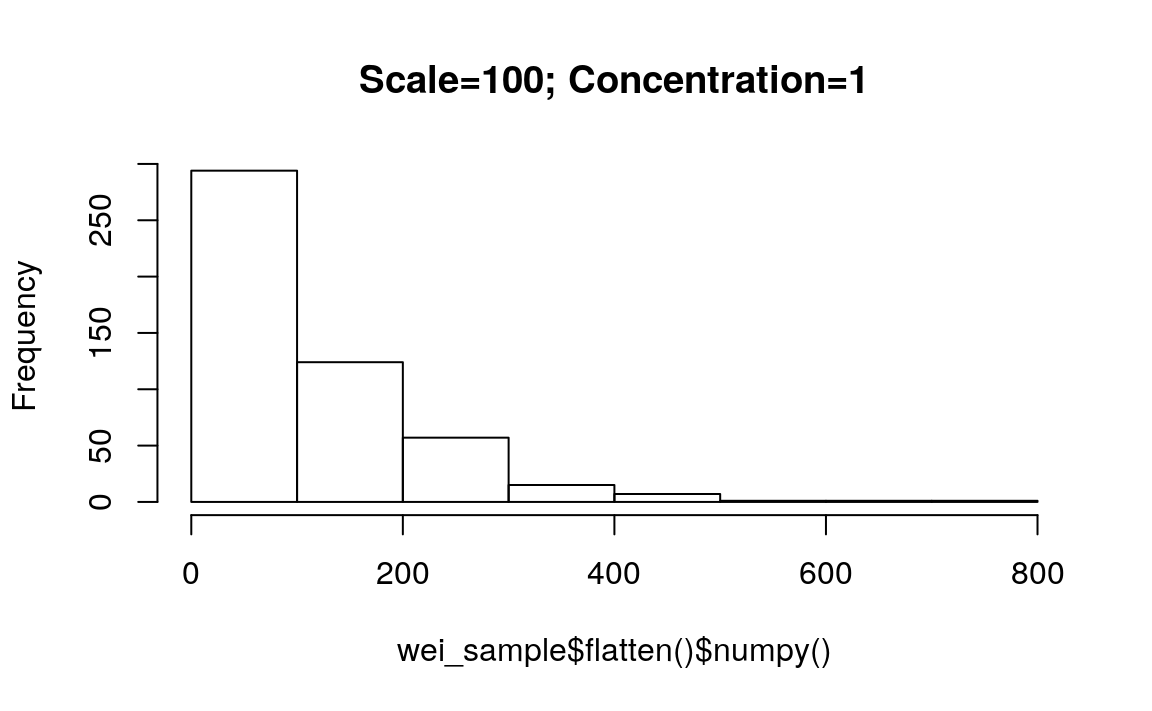 Scale=100; Concentration=1
Frequency
250
150
50
0
0 200 400 600 800
wei_sample$flatten()$numpy()